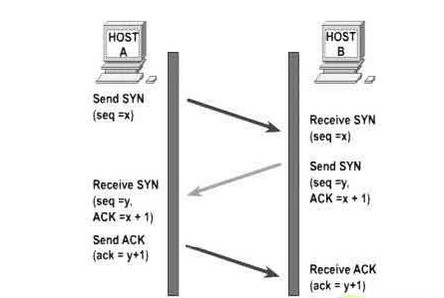 HOST
A
HOST
B
Send SYN
(seq =x)
Receive SYN
(seq =x)
Send SYN
(seq =y,
ACK =x + 1)
Receive SYN
(seq =y,
ACK =x + 1)
Send ACK
(ack = y+1)
Receive ACK
(ack = y+1)